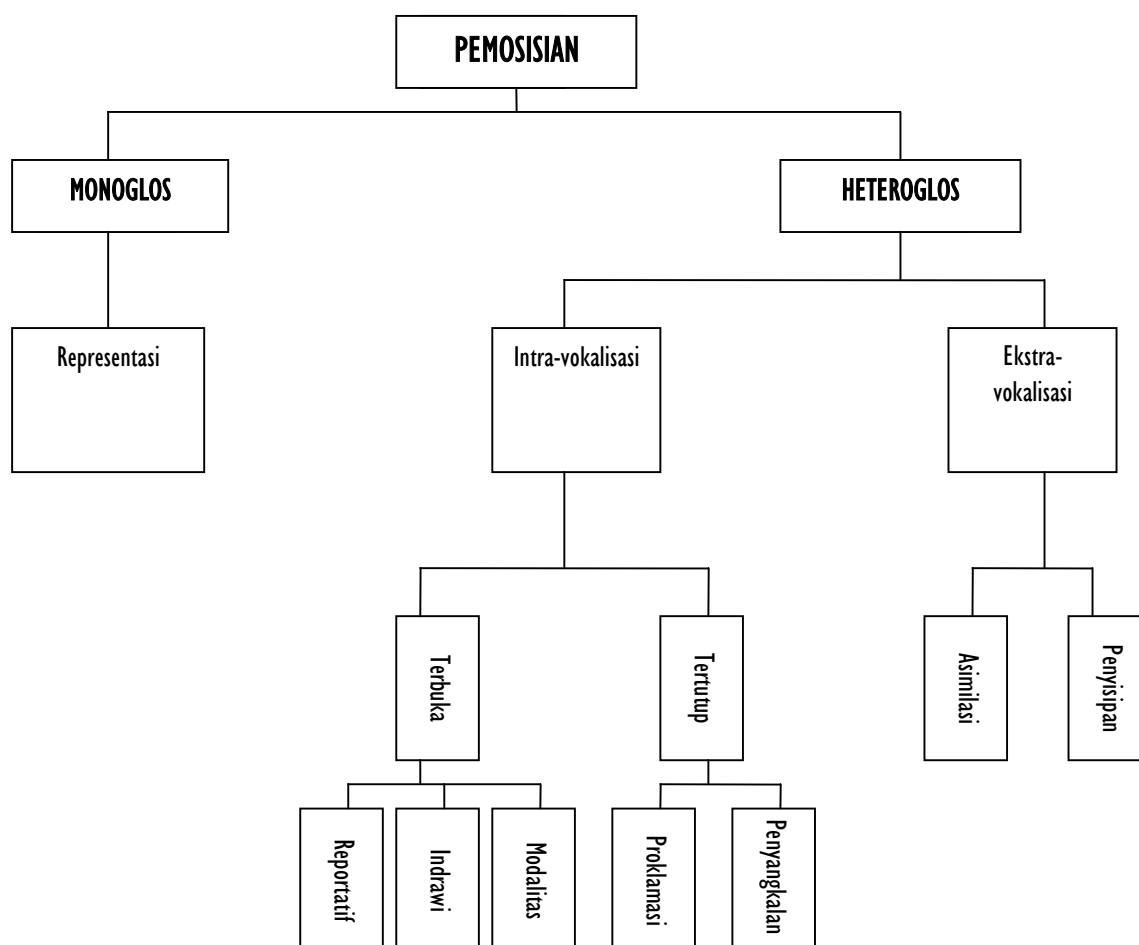 PEMOSISIAN
MONOGLOS
HETEROGLOS
Representasi
Intra-vokalisasi
Ekstra-
vokalisasi
Terbuka
Tertutup
Asimilasi
Penyisipan
Reportatif
Indrawi
Modalitas
Proklamasi
Penyangkalan